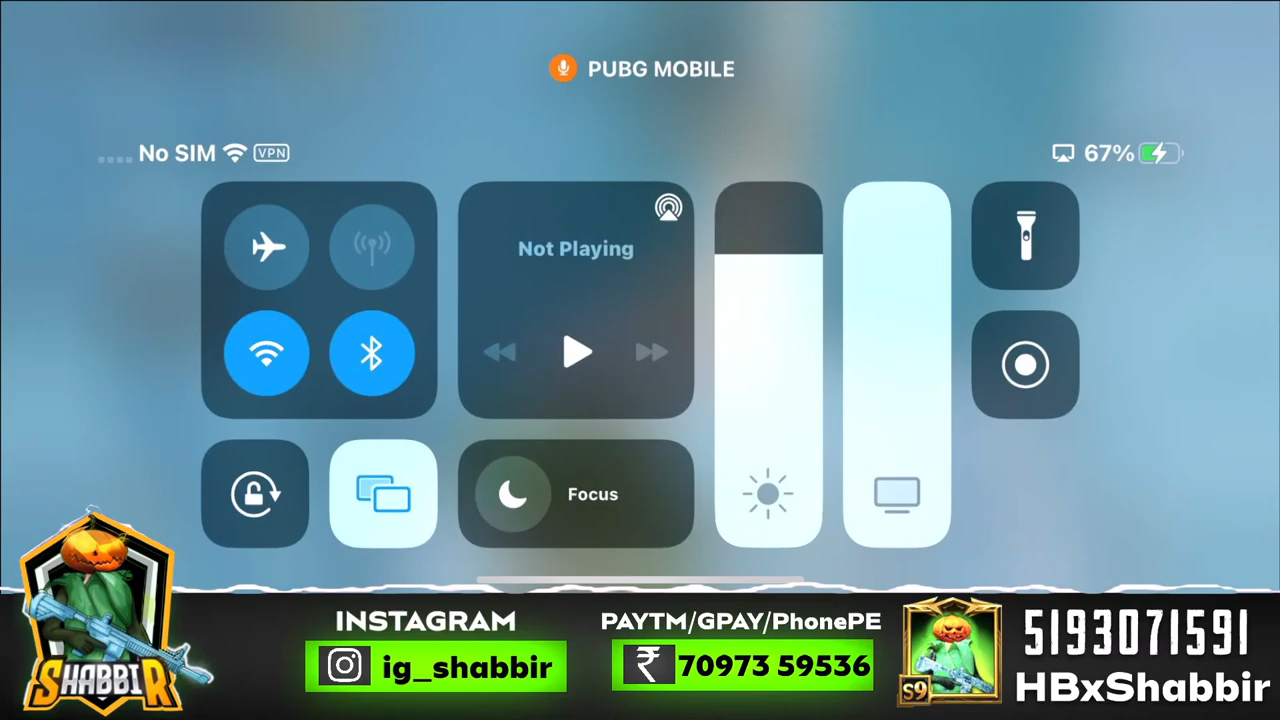 PUBG MOBILE
No SIM VPN
67%
Not Playing
Focus
SHABBIR
INSTAGRAM
ig_shabbir
PAYTM/GPAY/PhonePE
₹ 70973 59536
S9
5193071591
HBxShabbir